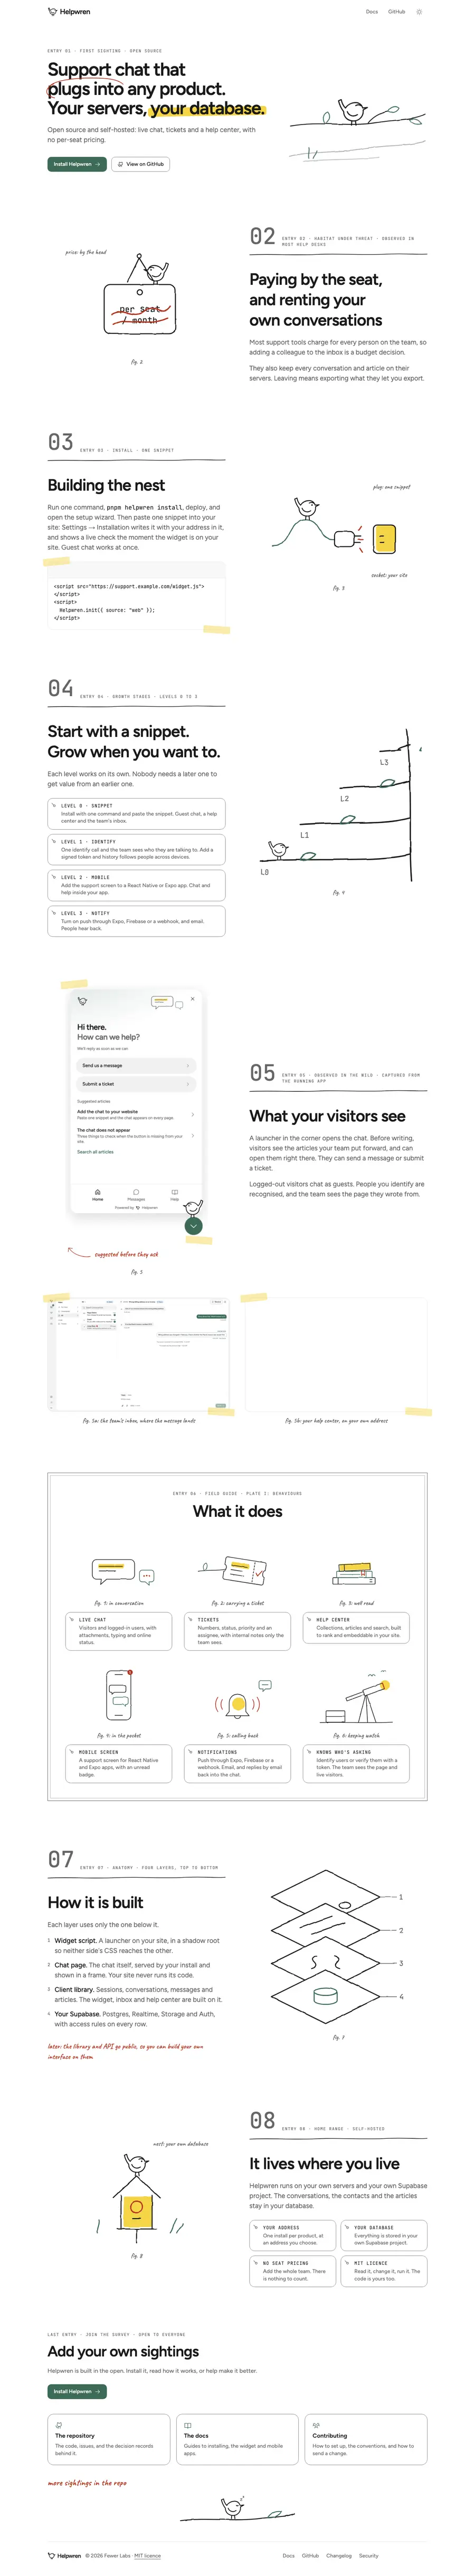 Helpwren
Docs GitHub
ENTRY 01 · FIRST SIGHTING · OPEN SOURCE
Support chat that
plugs into any product.
Your servers, your database.
Open source and self-hosted: live chat, tickets and a help center, with
no per-seat pricing.
Install Helpwren →
View on GitHub
price: by the head
per seat
/ month
fig. 2
02
ENTRY 02 · HABITAT UNDER THREAT · OBSERVED IN
MOST HELP DESKS
Paying by the seat,
and renting your
own conversations
Most support tools charge for every person on the team, so
adding a colleague to the inbox is a budget decision.
They also keep every conversation and article on their
servers. Leaving means exporting what they let you export.
03
ENTRY 03 · INSTALL · ONE SNIPPET
Building the nest
Run one command, pnpm helpwren install, deploy, and
open the setup wizard. Then paste one snippet into your
site: Settings → Installation writes it with your address in it,
and shows a live check the moment the widget is on your
site. Guest chat works at once.
<script src="https://support.example.com/widget.js">
</script>
<script>
Helpwren.init({ source: "web" });
</script>
plug: one snippet
socket: your site
fig. 3
04
ENTRY 04 · GROWTH STAGES · LEVELS 0 TO 3
Start with a snippet.
Grow when you want to.
Each level works on its own. Nobody needs a later one to
get value from an earlier one.
LEVEL 0 · SNIPPET
Install with one command and paste the snippet. Guest chat, a help
center and the team's inbox.
LEVEL 1 · IDENTIFY
One identify call and the team sees who they are talking to. Add a
signed token and history follows people across devices.
LEVEL 2 · MOBILE
Add the support screen to a React Native or Expo app. Chat and
help inside your app.
LEVEL 3 · NOTIFY
Turn on push through Expo, Firebase or a webhook, and email.
People hear back.
L3
L2
L1
L0
fig. 4
Hi there.
How can we help?
We'll reply as soon as we can
Send us a message
Submit a ticket
Suggested articles
Add the chat to your website
Paste one snippet and the chat appears on every page.
The chat does not appear
Three things to check when the button is missing from your
site.
Search all articles
Home Messages Help
Powered by Helpwren
suggested before they ask
fig. 5
05
ENTRY 05 · OBSERVED IN THE WILD · CAPTURED FROM
THE RUNNING APP
What your visitors see
A launcher in the corner opens the chat. Before writing,
visitors see the articles your team put forward, and can
open them right there. They can send a message or submit
a ticket.
Logged-out visitors chat as guests. People you identify are
recognised, and the team sees the page they wrote from.
fig. 5a: the team's inbox, where the message lands
fig. 5b: your help center, on your own address
ENTRY 06 · FIELD GUIDE · PLATE I: BEHAVIOURS
What it does
fig. 1: in conversation
fig. 2: carrying a ticket
fig. 3: well read
LIVE CHAT
Visitors and logged-in users, with
attachments, typing and online
status.
TICKETS
Numbers, status, priority and an
assignee, with internal notes only the
team sees.
HELP CENTER
Collections, articles and search, built
to rank and embeddable in your site.
fig. 4: in the pocket
fig. 5: calling back
fig. 6: keeping watch
MOBILE SCREEN
A support screen for React Native
and Expo apps, with an unread
badge.
NOTIFICATIONS
Push through Expo, Firebase or a
webhook. Email, and replies by email
back into the chat.
KNOWS WHO'S ASKING
Identify users or verify them with a
token. The team sees the page and
live visitors.
07
ENTRY 07 · ANATOMY · FOUR LAYERS, TOP TO BOTTOM
How it is built
Each layer uses only the one below it.
1 Widget script. A launcher on your site, in a shadow root
so neither side's CSS reaches the other.
2 Chat page. The chat itself, served by your install and
shown in a frame. Your site never runs its code.
3 Client library. Sessions, conversations, messages and
articles. The widget, inbox and help center are built on it.
4 Your Supabase. Postgres, Realtime, Storage and Auth,
with access rules on every row.
later: the library and API go public, so you can build your own
interface on them
1
2
3
4
fig. 7
nest: your own database
fig. 8
08
ENTRY 08 · HOME RANGE · SELF-HOSTED
It lives where you live
Helpwren runs on your own servers and your own Supabase
project. The conversations, the contacts and the articles
stay in your database.
YOUR ADDRESS
One install per product, at
an address you choose.
YOUR DATABASE
Everything is stored in your
own Supabase project.
NO SEAT PRICING
Add the whole team. There
is nothing to count.
MIT LICENCE
Read it, change it, run it. The
code is yours too.
LAST ENTRY · JOIN THE SURVEY · OPEN TO EVERYONE
Add your own sightings
Helpwren is built in the open. Install it, read how it works, or help make it better.
Install Helpwren →
The repository
The code, issues, and the decision records
behind it.
The docs
Guides to installing, the widget and mobile
apps.
Contributing
How to set up, the conventions, and how to
send a change.
more sightings in the repo
Helpwren © 2026 Fewer Labs · MIT licence
Docs GitHub Changelog Security